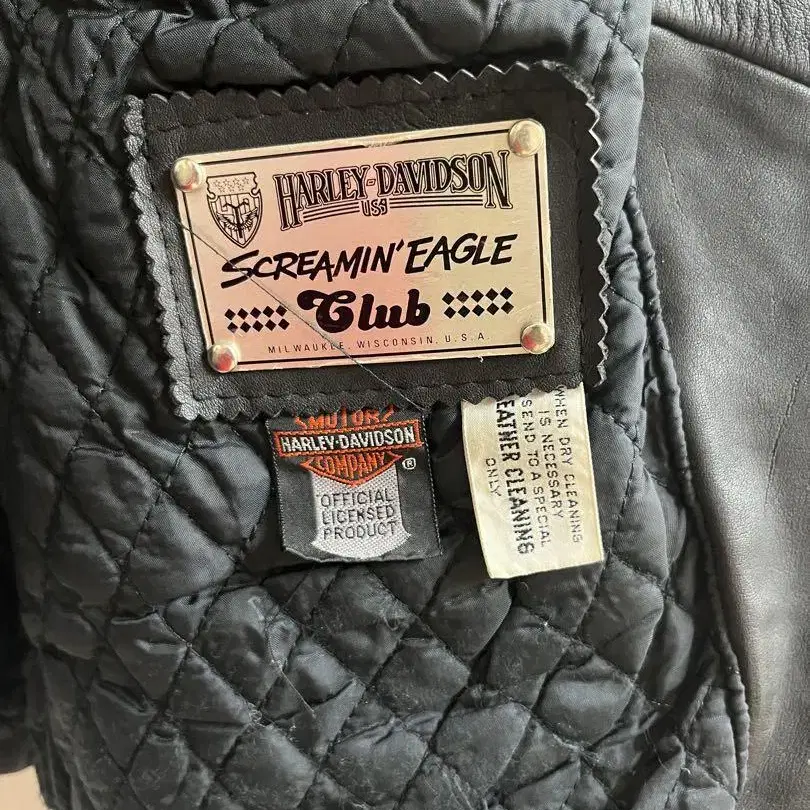 HARLEY-DAVIDSON
USA
SCREAMIN' EAGLE
Club
MILWAUKEE, WISCONSIN, U.S.A.
MOTOR
HARLEY-DAVIDSON
COMPANY ®
OFFICIAL
LICENSED
PRODUCT
WHEN DRY CLEANING
IS NECESSARY
SEND TO A SPECIAL
LEATHER CLEANING
ONLY